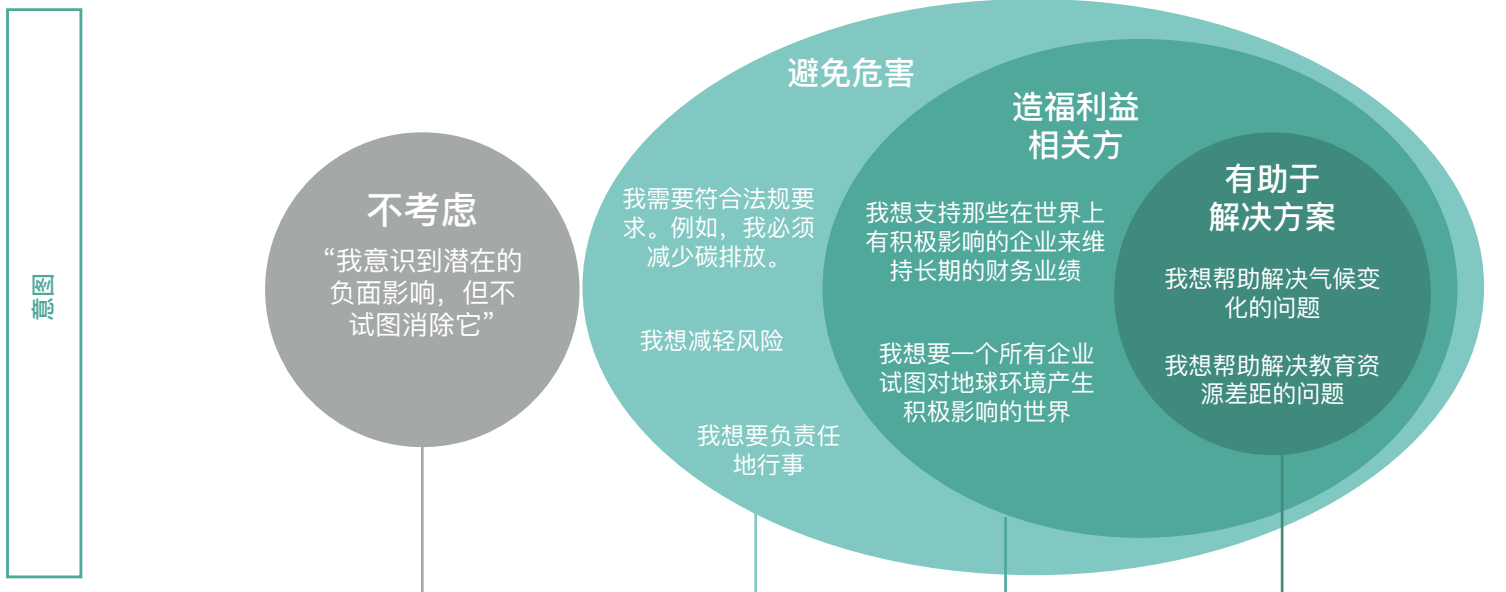 意图
不考虑
“我意识到潜在的
负面影响，但不
试图消除它”
避免危害
我需要符合法规要
求。例如，我必须
减少碳排放。
我想减轻风险
我想要负责任
地行事
造福利益
相关方
我想支持那些在世界上
有积极影响的企业来维
持长期的财务业绩
我想要一个所有企业
试图对地球环境产生
积极影响的世界
有助于
解决方案
我想帮助解决气候变
化的问题
我想帮助解决教育资
源差距的问题